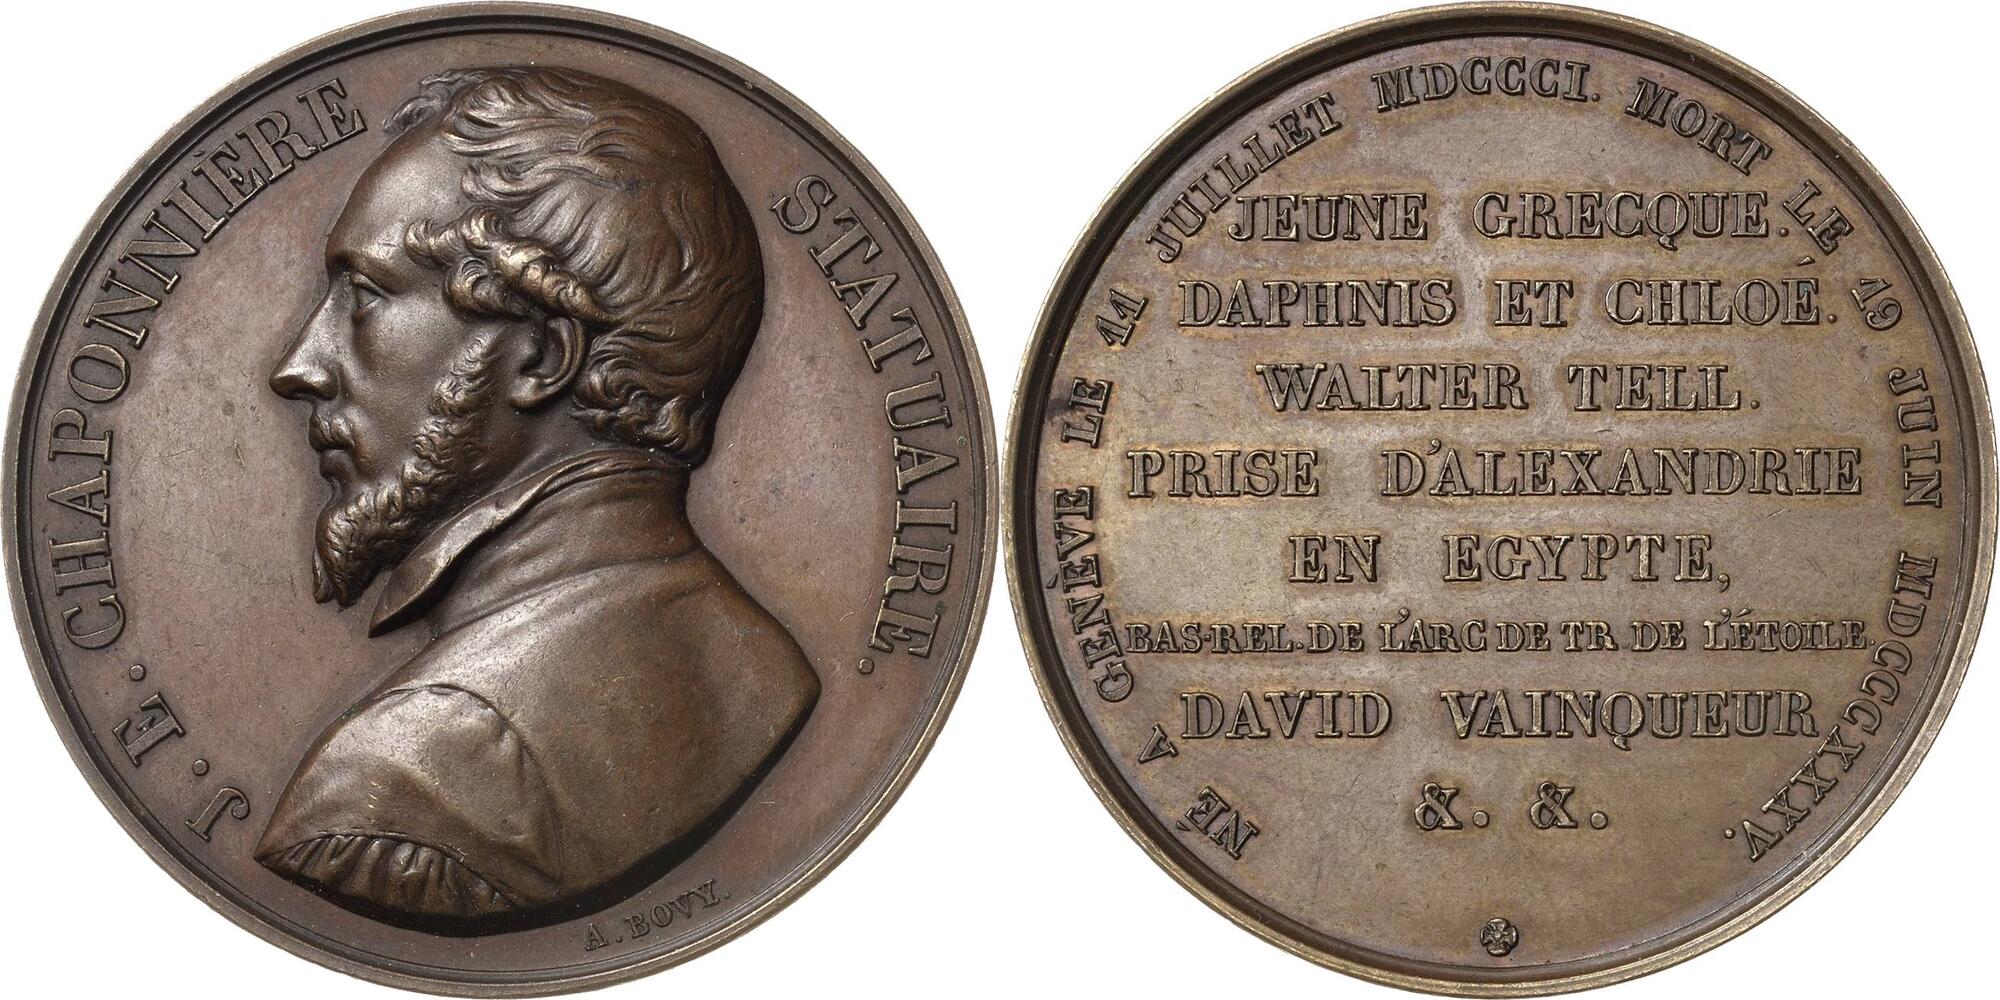 J. E. CHAPONNIÈRE STATUAIRE.
A. BOVY.
NÉ A GENÈVE LE 11 JUILLET MDCCCI. MORT LE 19 JUIN MDCCCXXXV.
JEUNE GRECQUE.
DAPHNIS ET CHLOÉ.
WALTER TELL.
PRISE D'ALEXANDRIE
EN EGYPTE,
BAS-REL. DE L'ARC DE TR. DE L'ÉTOILE.
DAVID VAINQUEUR
&. &.